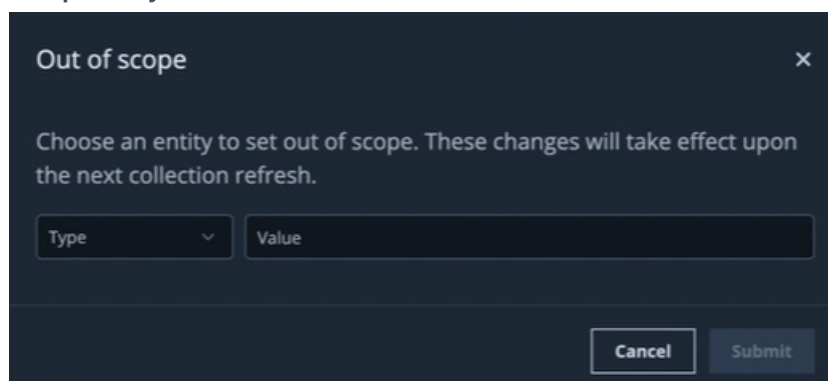 Out of scope
Choose an entity to set out of scope. These changes will take effect upon
the next collection refresh.
Type
Value
Cancel
Submit